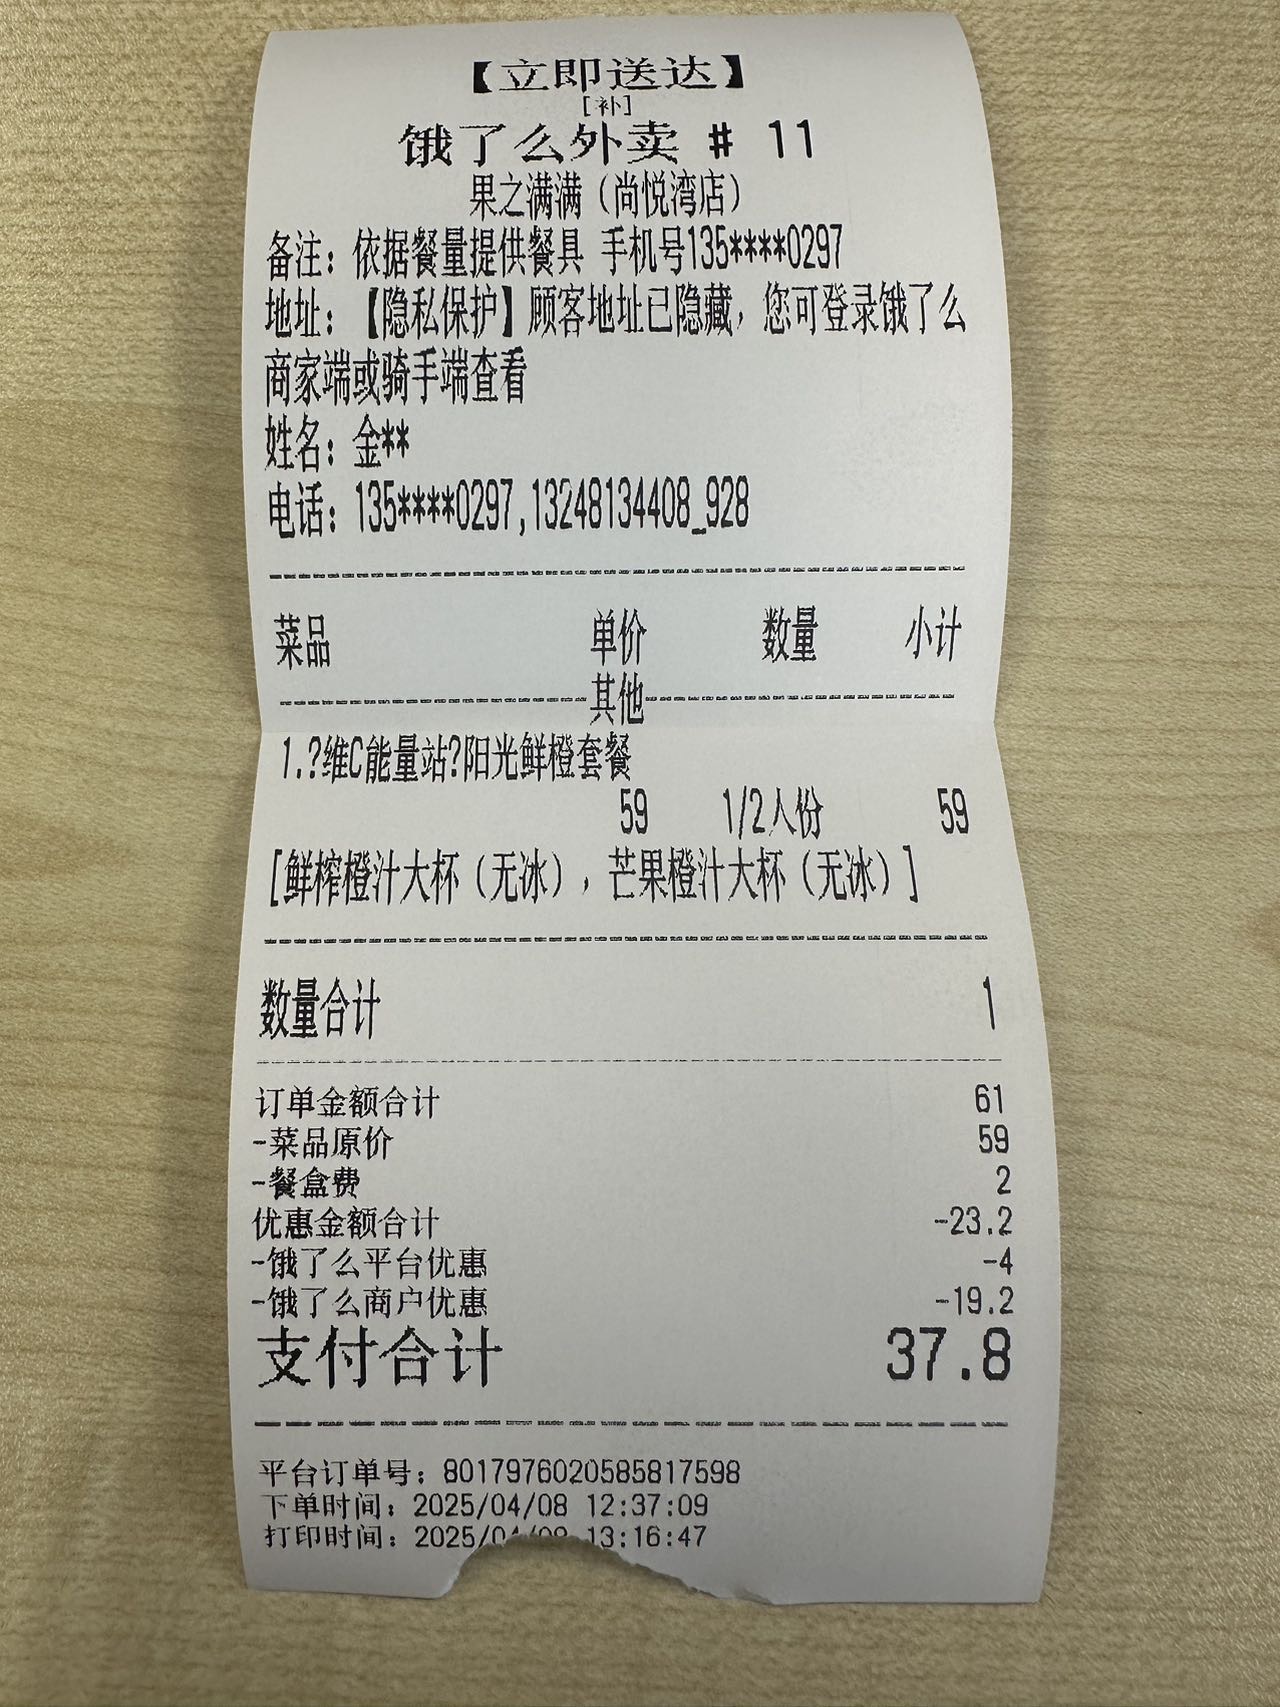 【立即送达】
[补]
饿了么外卖 # 11
果之满满（尚悦湾店）
备注：依据餐量提供餐具 手机号135****0297
地址：【隐私保护】顾客地址已隐藏，您可登录饿了么
商家端或骑手端查看
姓名：金**
电话：135****0297,13248134408_928
菜品 单价 数量 小计
其他
1.?维C能量站?阳光鲜橙套餐
59 1/2人份 59
[鲜榨橙汁大杯（无冰），芒果橙汁大杯（无冰）]
数量合计 1
订单金额合计 61
-菜品原价 59
-餐盒费 2
优惠金额合计 -23.2
-饿了么平台优惠 -4
-饿了么商户优惠 -19.2
支付合计 37.8
平台订单号：8017976020585817598
下单时间：2025/04/08 12:37:09
打印时间：2025/04/08 13:16:47